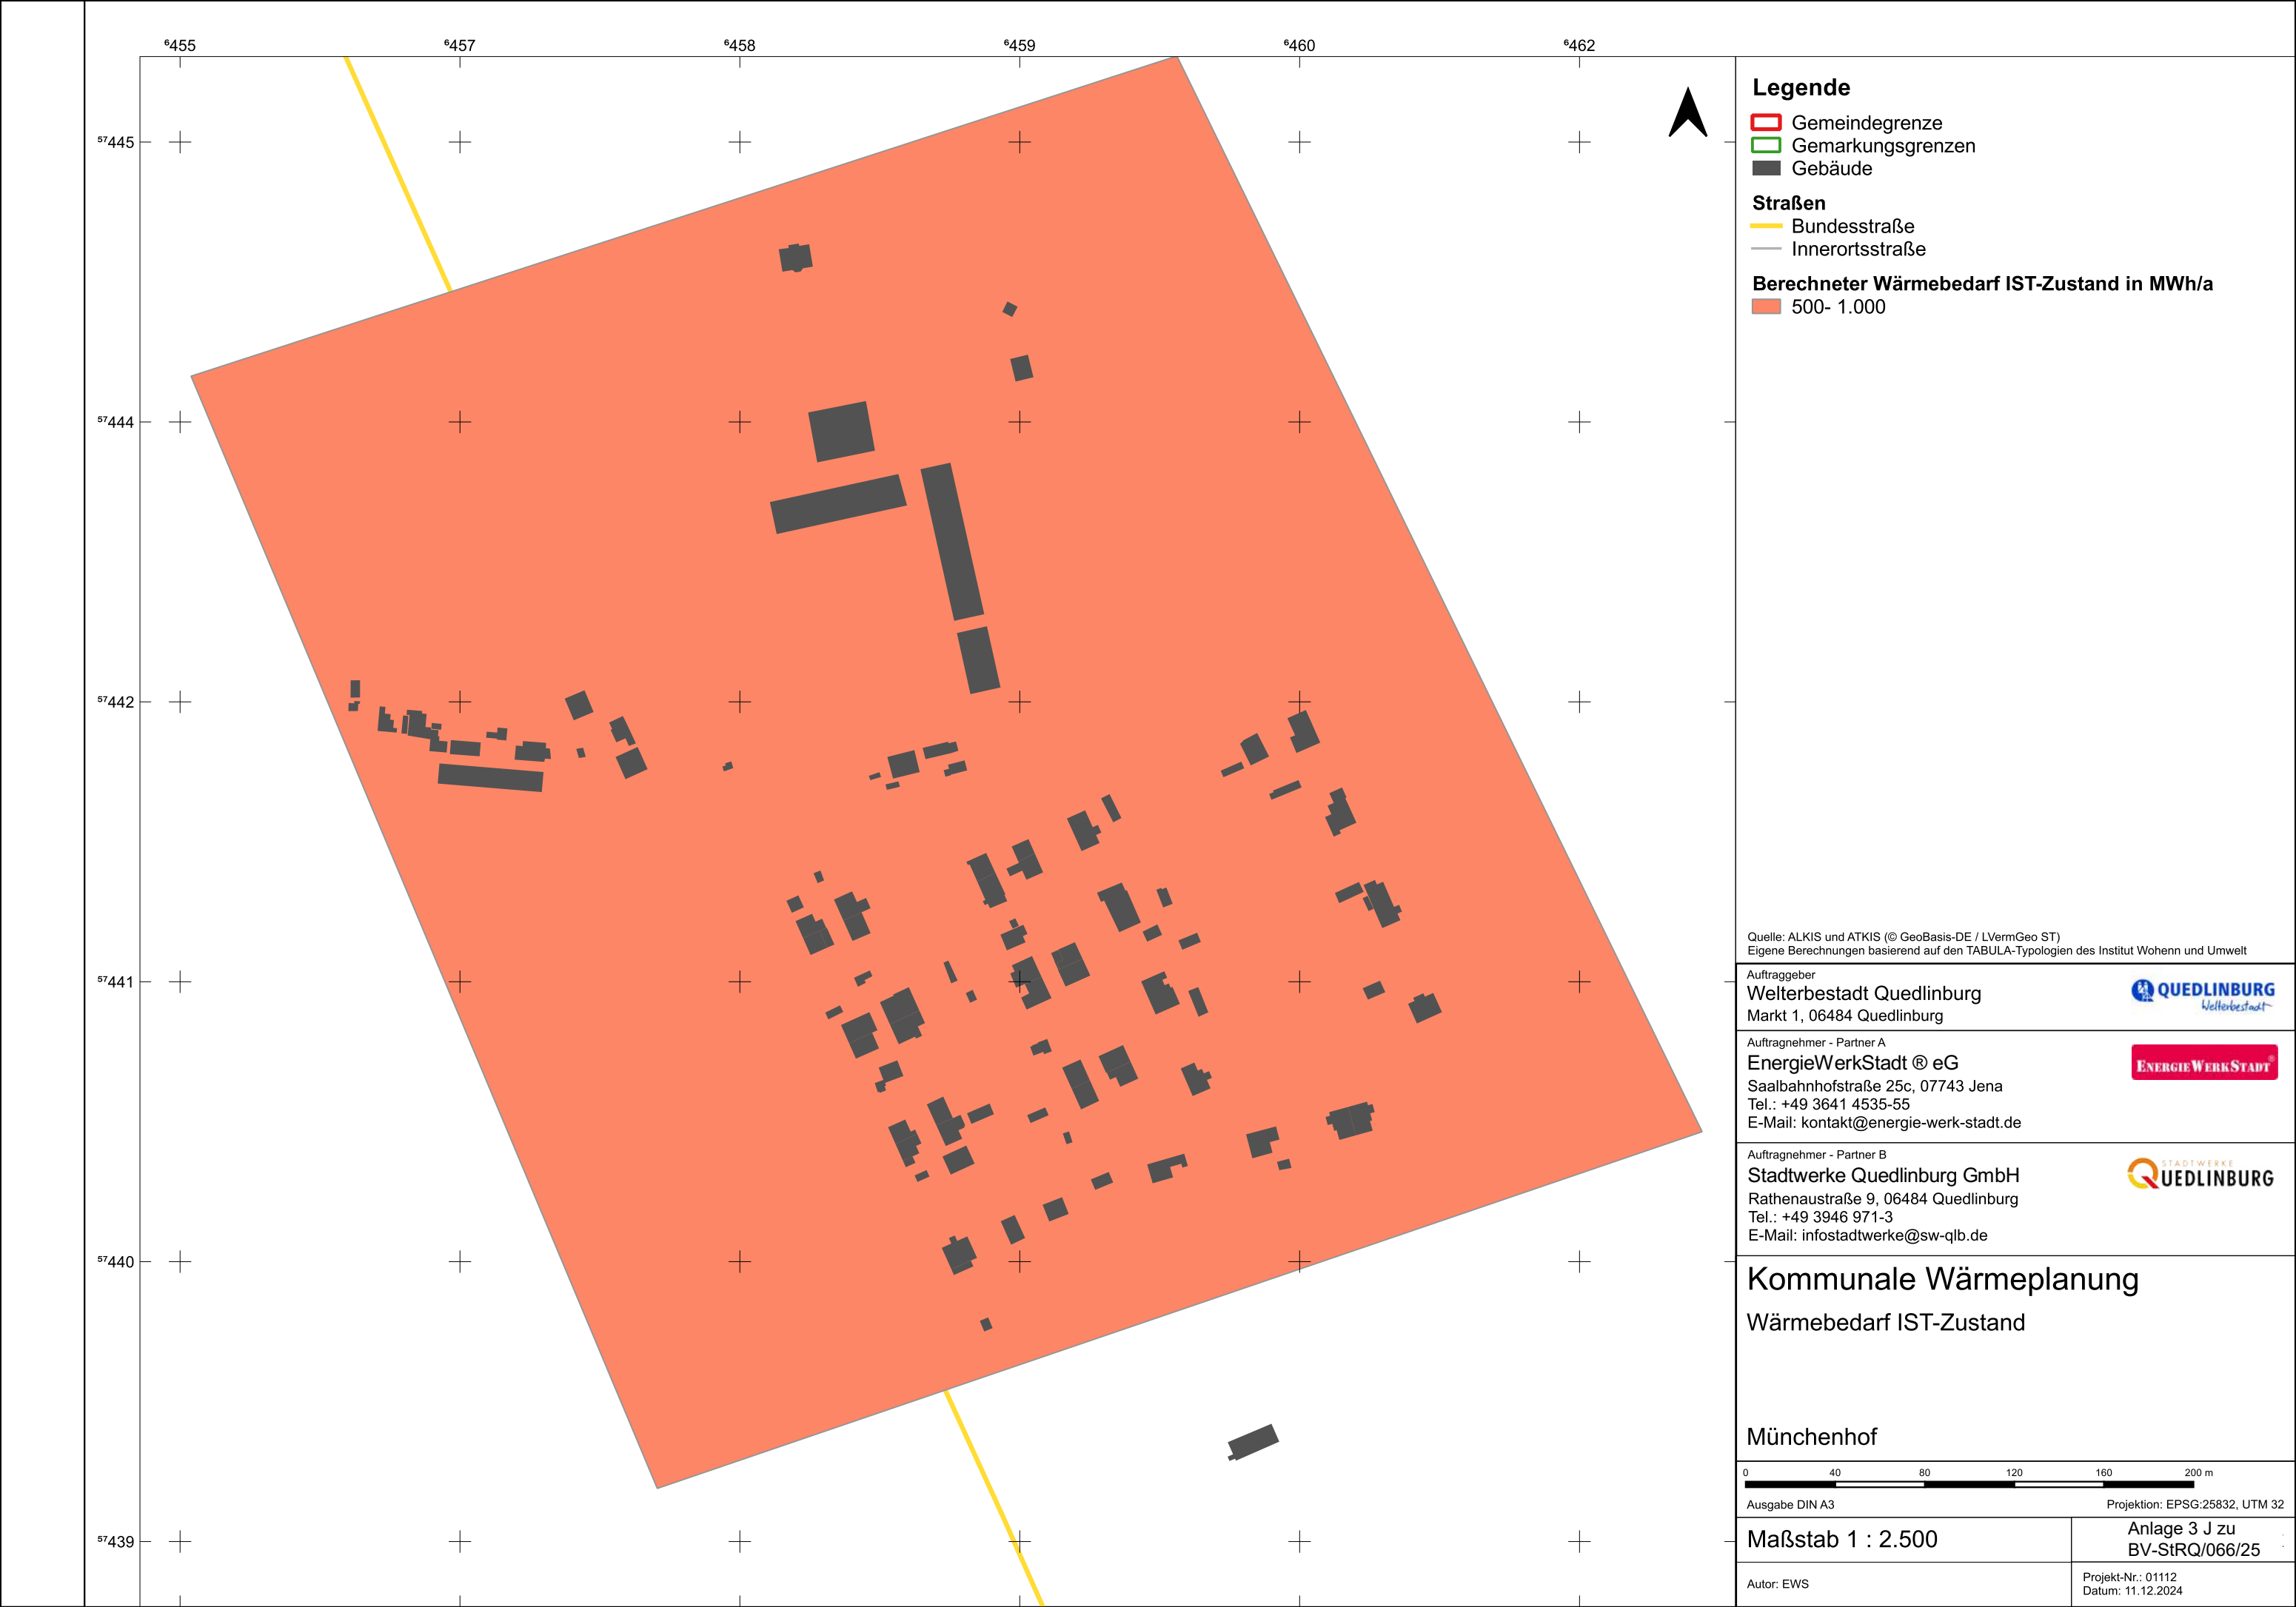 ⁶455 ⁶457 ⁶458 ⁶459 ⁶460 ⁶462
⁵⁷445
⁵⁷444
⁵⁷442
⁵⁷441
⁵⁷440
⁵⁷439
Legende
Gemeindegrenze
Gemarkungsgrenzen
Gebäude
Straßen
Bundesstraße
Innerortsstraße
Berechneter Wärmebedarf IST-Zustand in MWh/a
500- 1.000
Quelle: ALKIS und ATKIS (© GeoBasis-DE / LVermGeo ST)
Eigene Berechnungen basierend auf den TABULA-Typologien des Institut Wohenn und Umwelt
Auftraggeber
Welterbestadt Quedlinburg
Markt 1, 06484 Quedlinburg
QUEDLINBURG
Welterbestadt
Auftragnehmer - Partner A
EnergieWerkStadt ® eG
Saalbahnhofstraße 25c, 07743 Jena
Tel.: +49 3641 4535-55
E-Mail: kontakt@energie-werk-stadt.de
ENERGIEWERKSTADT®
Auftragnehmer - Partner B
Stadtwerke Quedlinburg GmbH
Rathenaustraße 9, 06484 Quedlinburg
Tel.: +49 3946 971-3
E-Mail: infostadtwerke@sw-qlb.de
STADTWERKE
QUEDLINBURG
Kommunale Wärmeplanung
Wärmebedarf IST-Zustand
Münchenhof
0 40 80 120 160 200 m
Ausgabe DIN A3 Projektion: EPSG:25832, UTM 32
Maßstab 1 : 2.500
Anlage 3 J zu
BV-StRQ/066/25
Autor: EWS
Projekt-Nr.: 01112
Datum: 11.12.2024